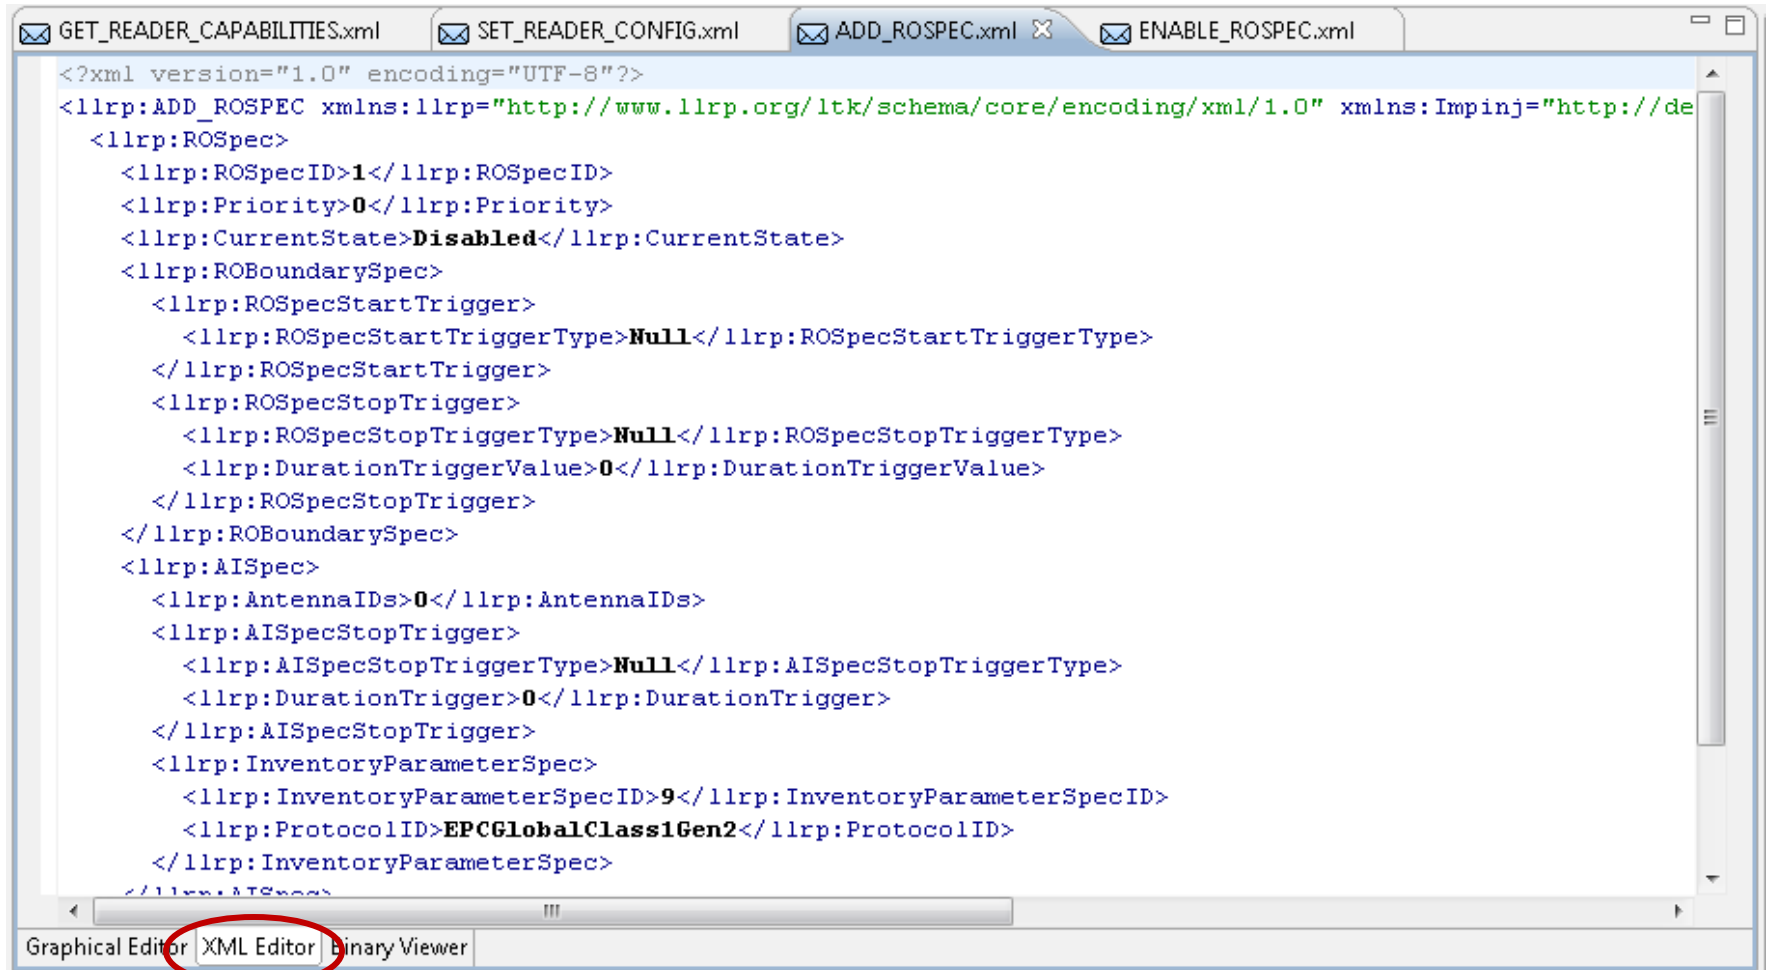 GET_READER_CAPABILITIES.xml SET_READER_CONFIG.xml ADD_ROSPEC.xml ENABLE_ROSPEC.xml
<?xml version="1.0" encoding="UTF-8"?>
<llrp:ADD_ROSPEC xmlns:llrp="http://www.llrp.org/ltk/schema/core/encoding/xml/1.0" xmlns:Impinj="http://de
<llrp:ROSpec>
<llrp:ROSpecID>1</llrp:ROSpecID>
<llrp:Priority>0</llrp:Priority>
<llrp:CurrentState>Disabled</llrp:CurrentState>
<llrp:ROBoundarySpec>
<llrp:ROSpecStartTrigger>
<llrp:ROSpecStartTriggerType>Null</llrp:ROSpecStartTriggerType>
</llrp:ROSpecStartTrigger>
<llrp:ROSpecStopTrigger>
<llrp:ROSpecStopTriggerType>Null</llrp:ROSpecStopTriggerType>
<llrp:DurationTriggerValue>0</llrp:DurationTriggerValue>
</llrp:ROSpecStopTrigger>
</llrp:ROBoundarySpec>
<llrp:AISpec>
<llrp:AntennaIDs>0</llrp:AntennaIDs>
<llrp:AISpecStopTrigger>
<llrp:AISpecStopTriggerType>Null</llrp:AISpecStopTriggerType>
<llrp:DurationTrigger>0</llrp:DurationTrigger>
</llrp:AISpecStopTrigger>
<llrp:InventoryParameterSpec>
<llrp:InventoryParameterSpecID>9</llrp:InventoryParameterSpecID>
<llrp:ProtocolID>EPCGlobalClass1Gen2</llrp:ProtocolID>
</llrp:InventoryParameterSpec>
</llrp:AISpec>
Graphical Editor XML Editor Binary Viewer